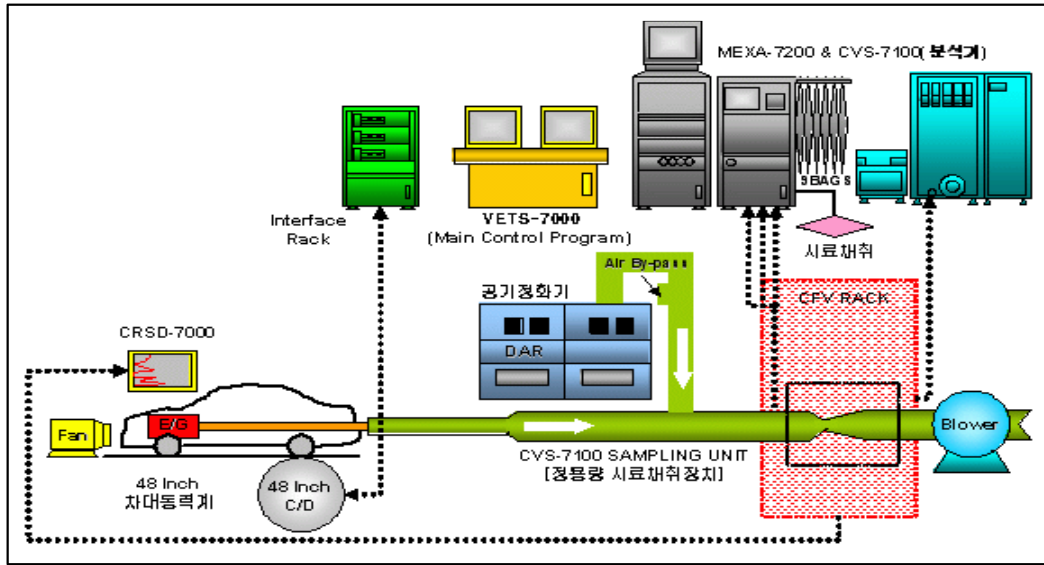 MEXA-7200 & CVS-7100(분석기)
9BAGS
시료채취
Interface
Rack
VETS-7000
(Main Control Program)
Air By-pass
공기정화기
DAR
CFV RACK
CRSD-7000
Fan
E/G
Blower
CVS-7100 SAMPLING UNIT
[정용량 시료채취장치]
48 Inch
차대동력계
48 Inch
C/D